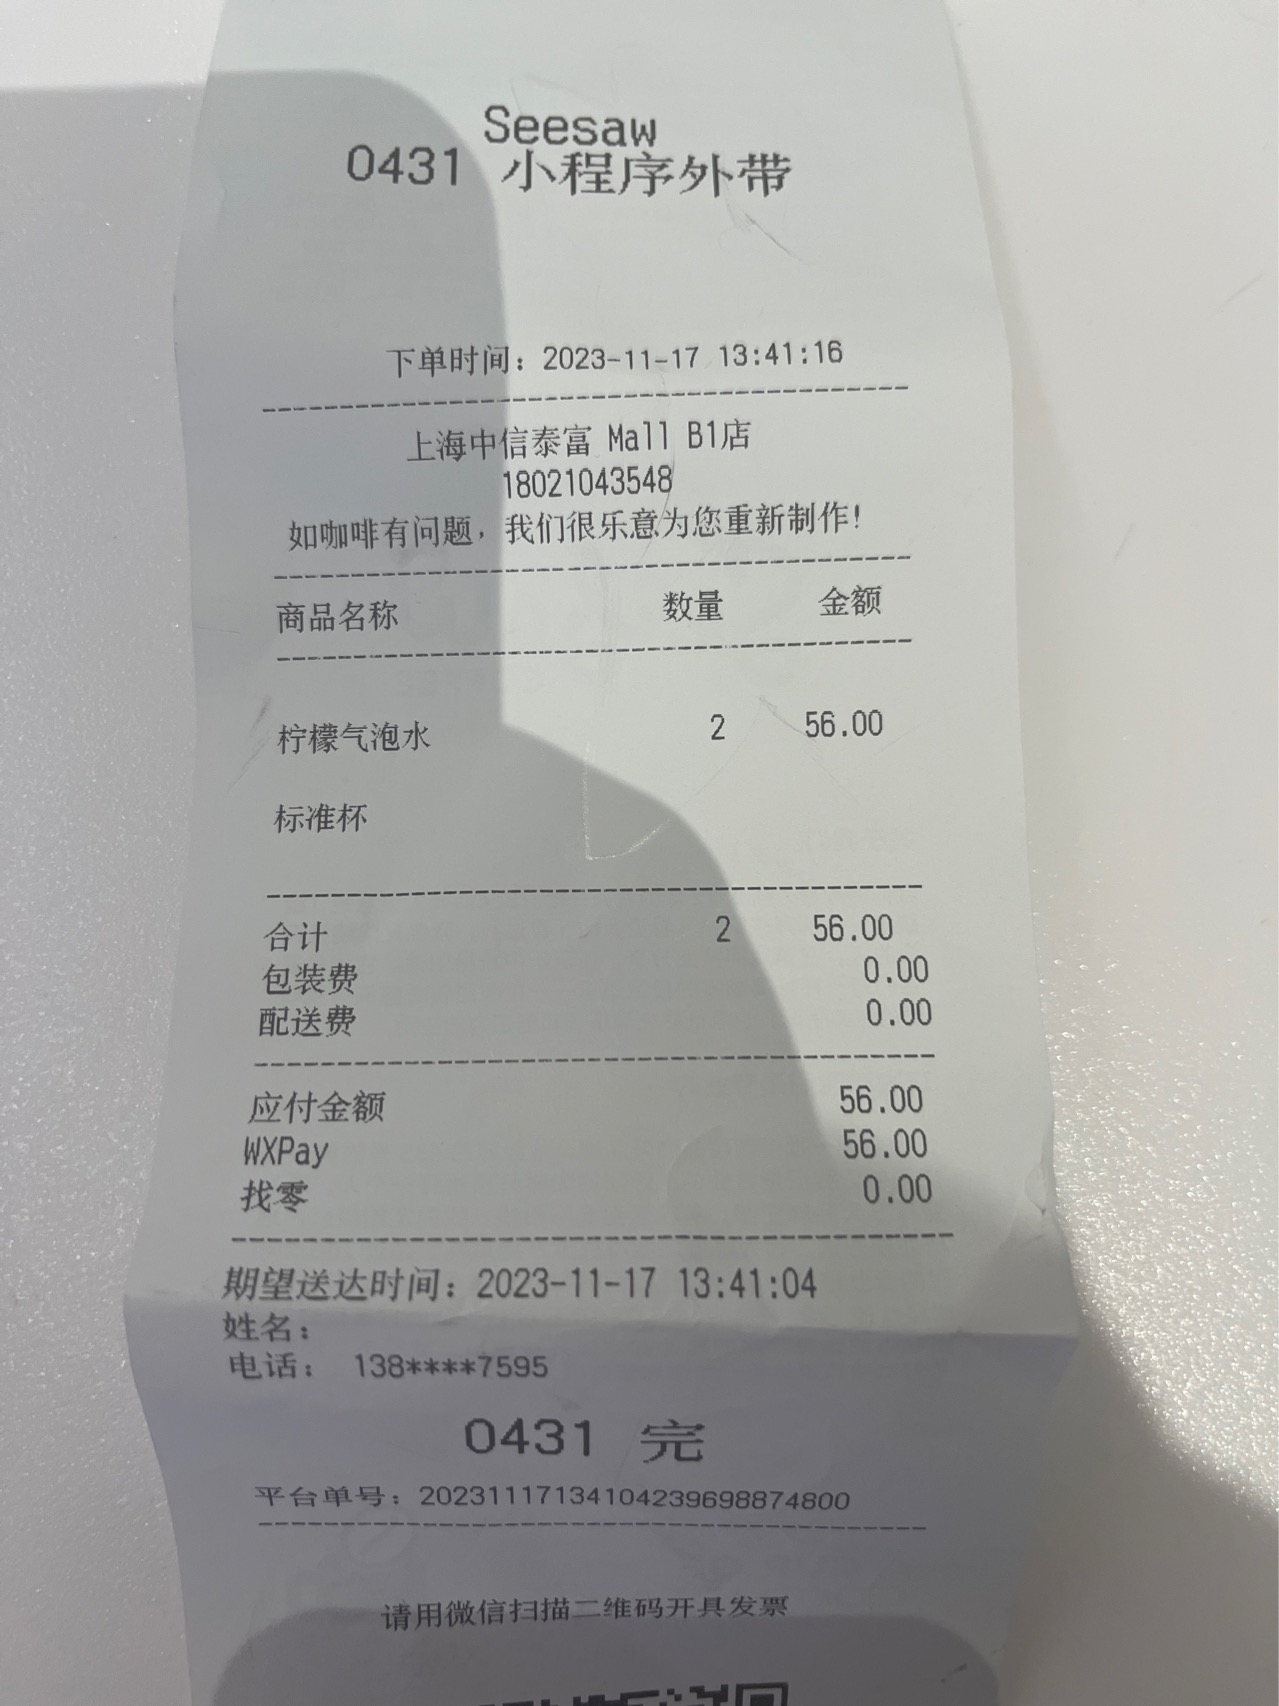 Seesaw
0431 小程序外带
下单时间：2023-11-17 13:41:16
上海中信泰富 Mall B1店
18021043548
如咖啡有问题，我们很乐意为您重新制作！
商品名称 数量 金额
柠檬气泡水 2 56.00
标准杯
合计 2 56.00
包装费 0.00
配送费 0.00
应付金额 56.00
WXPay 56.00
找零 0.00
期望送达时间：2023-11-17 13:41:04
姓名：
电话： 138****7595
0431 完
平台单号：20231117134104239698874800
请用微信扫描二维码开具发票